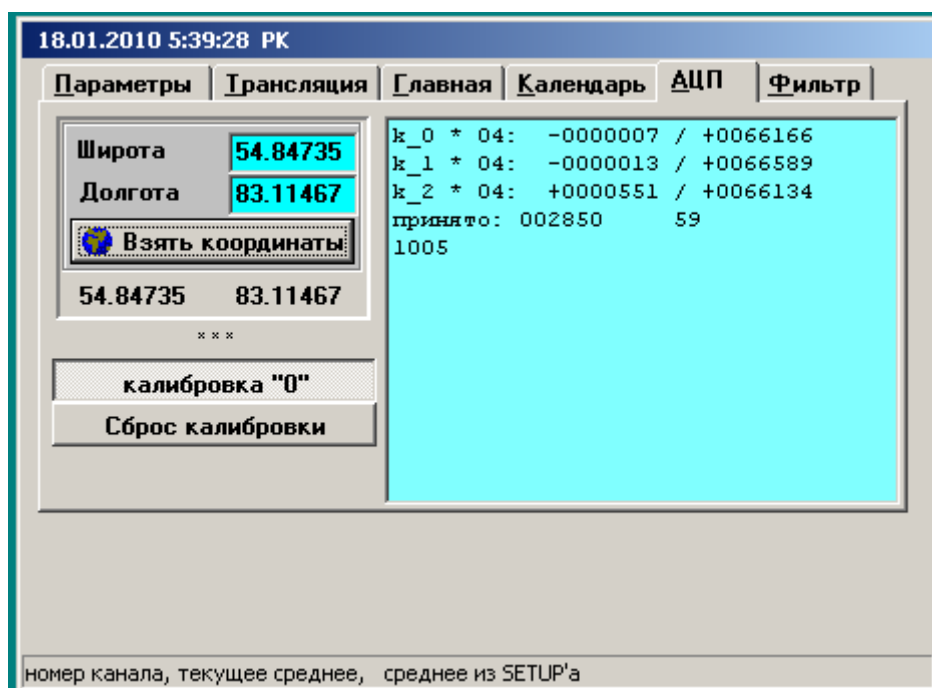 18.01.2010 5:39:28 РК
Параметры Трансляция Главная Календарь АЦП Фильтр
Широта 54.84735
Долгота 83.11467
Взять координаты
54.84735 83.11467
* * *
калибровка "0"
Сброс калибровки
k_0 * 04: -0000007 / +0066166
k_1 * 04: -0000013 / +0066589
k_2 * 04: +0000551 / +0066134
принято: 002850 59
1005
номер канала, текущее среднее, среднее из SETUP'а